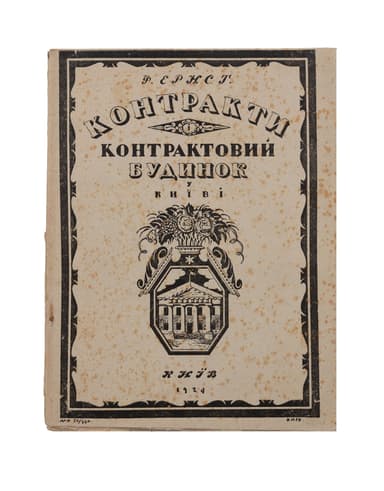 Ф. ЕРНСТ
КОНТРАКТИ
КОНТРАКТОВИЙ
БУДИНОК
У
КИЇВІ
КИЇВ
1924